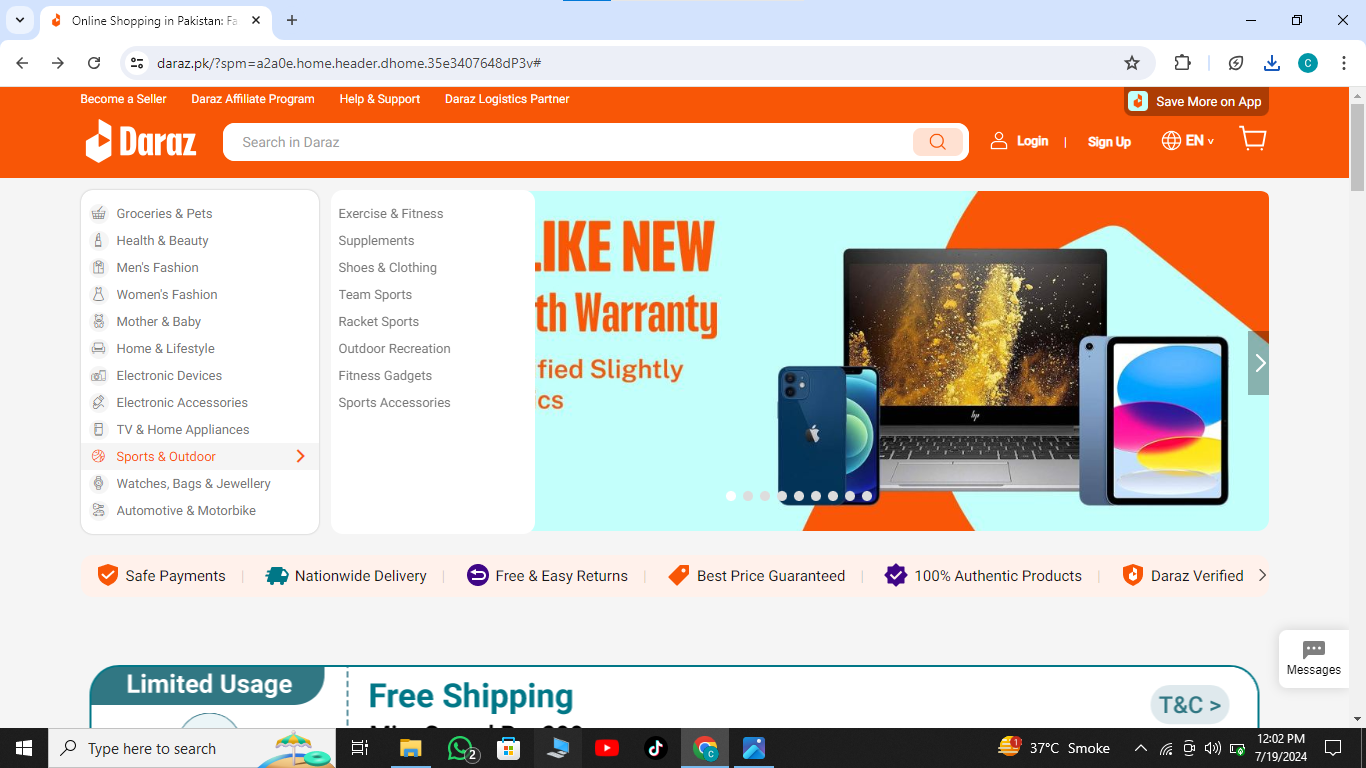 Online Shopping in Pakistan: Fa
daraz.pk/?spm=a2a0e.home.header.dhome.35e3407648dP3v#
C
Become a Seller
Daraz Affiliate Program
Help & Support
Daraz Logistics Partner
Save More on App
Daraz
Search in Daraz
Login
Sign Up
EN
Groceries & Pets
Health & Beauty
Men's Fashion
Women's Fashion
Mother & Baby
Home & Lifestyle
Electronic Devices
Electronic Accessories
TV & Home Appliances
Sports & Outdoor
Watches, Bags & Jewellery
Automotive & Motorbike
Exercise & Fitness
Supplements
Shoes & Clothing
Team Sports
Racket Sports
Outdoor Recreation
Fitness Gadgets
Sports Accessories
LIKE NEW
th Warranty
fied Slightly
cs
hp
Safe Payments
Nationwide Delivery
Free & Easy Returns
Best Price Guaranteed
100% Authentic Products
Daraz Verified
Messages
Limited Usage
Free Shipping
T&C >
Type here to search
2
C
1
37°C Smoke
12:02 PM
7/19/2024